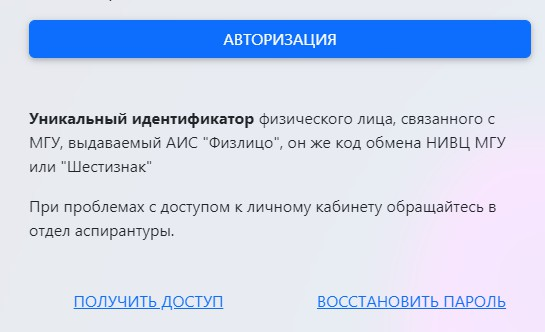 АВТОРИЗАЦИЯ
Уникальный идентификатор физического лица, связанного с
МГУ, выдаваемый АИС "Физлицо", он же код обмена НИВЦ МГУ
или "Шестизнак"
При проблемах с доступом к личному кабинету обращайтесь в
отдел аспирантуры.
ПОЛУЧИТЬ ДОСТУП ВОССТАНОВИТЬ ПАРОЛЬ